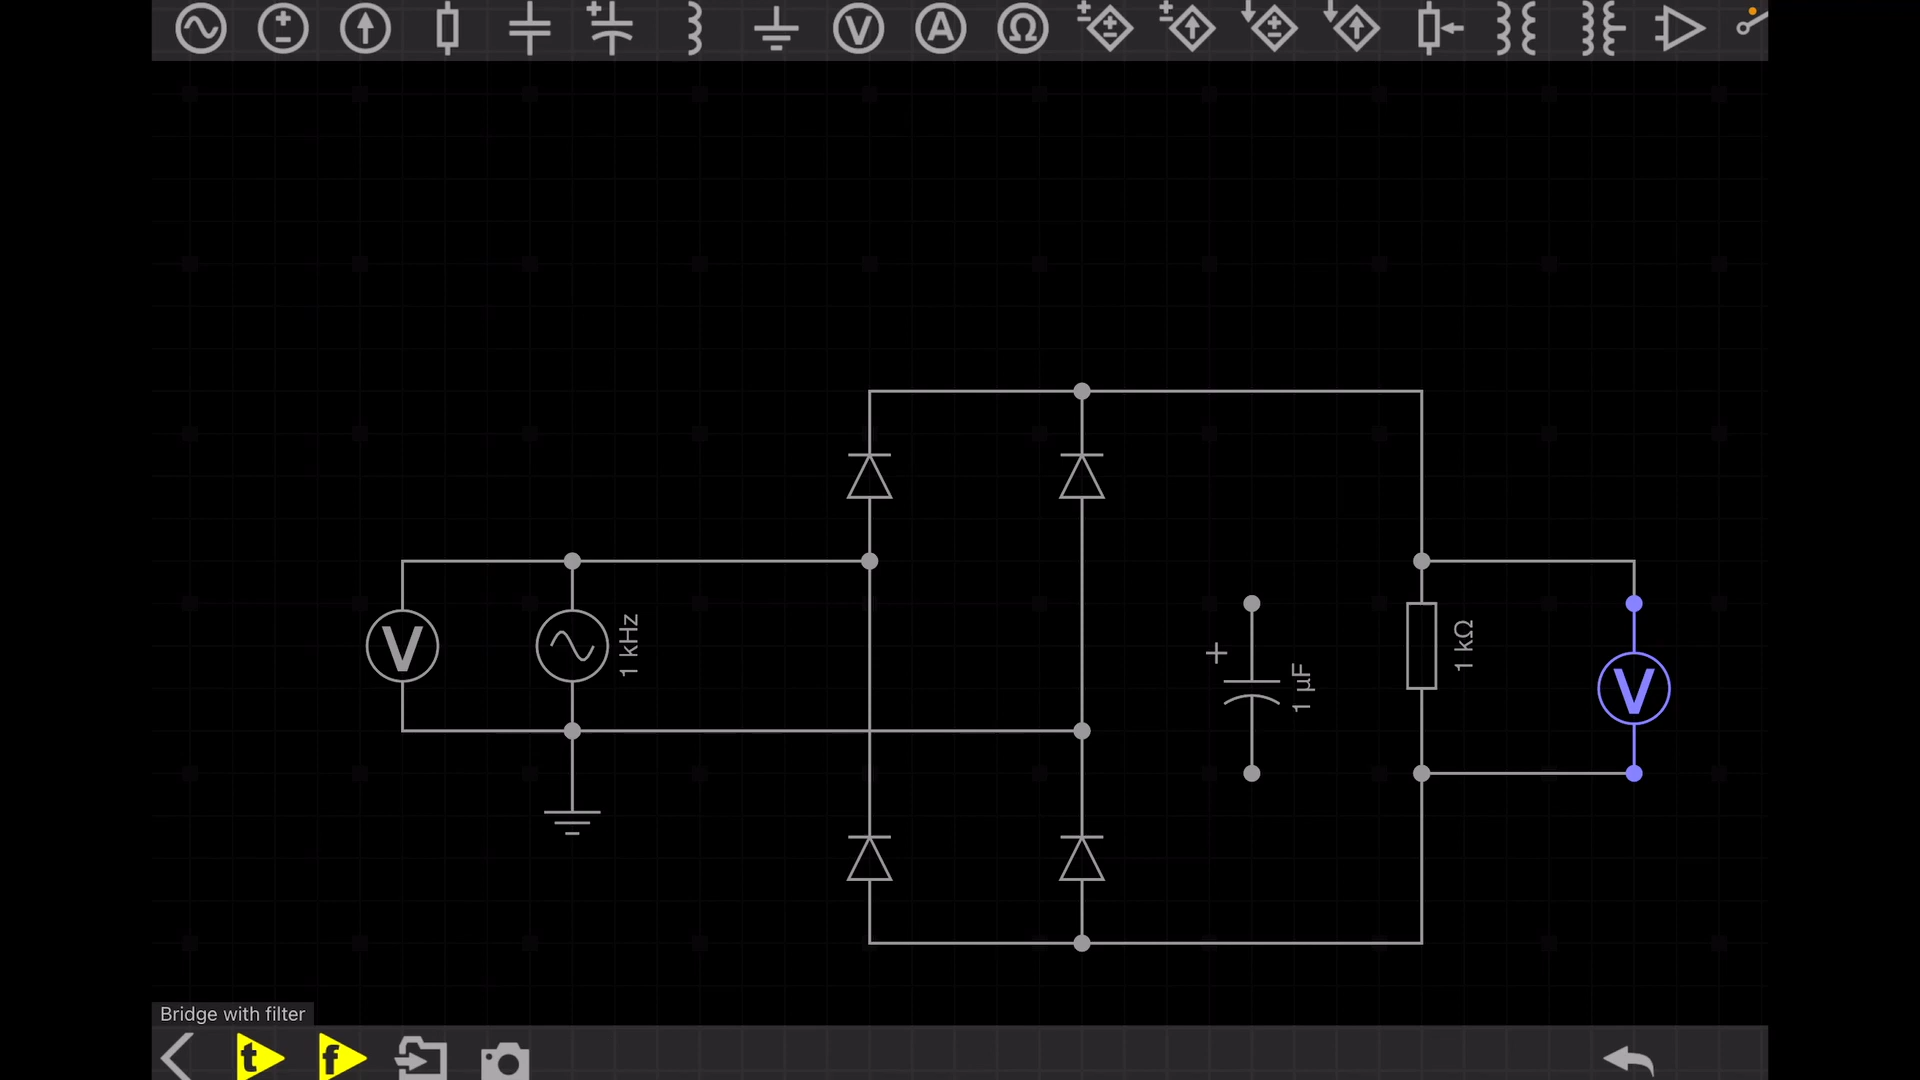 V A Ω
V
1 kHz
1 µF
1 kΩ
V
Bridge with filter
t f